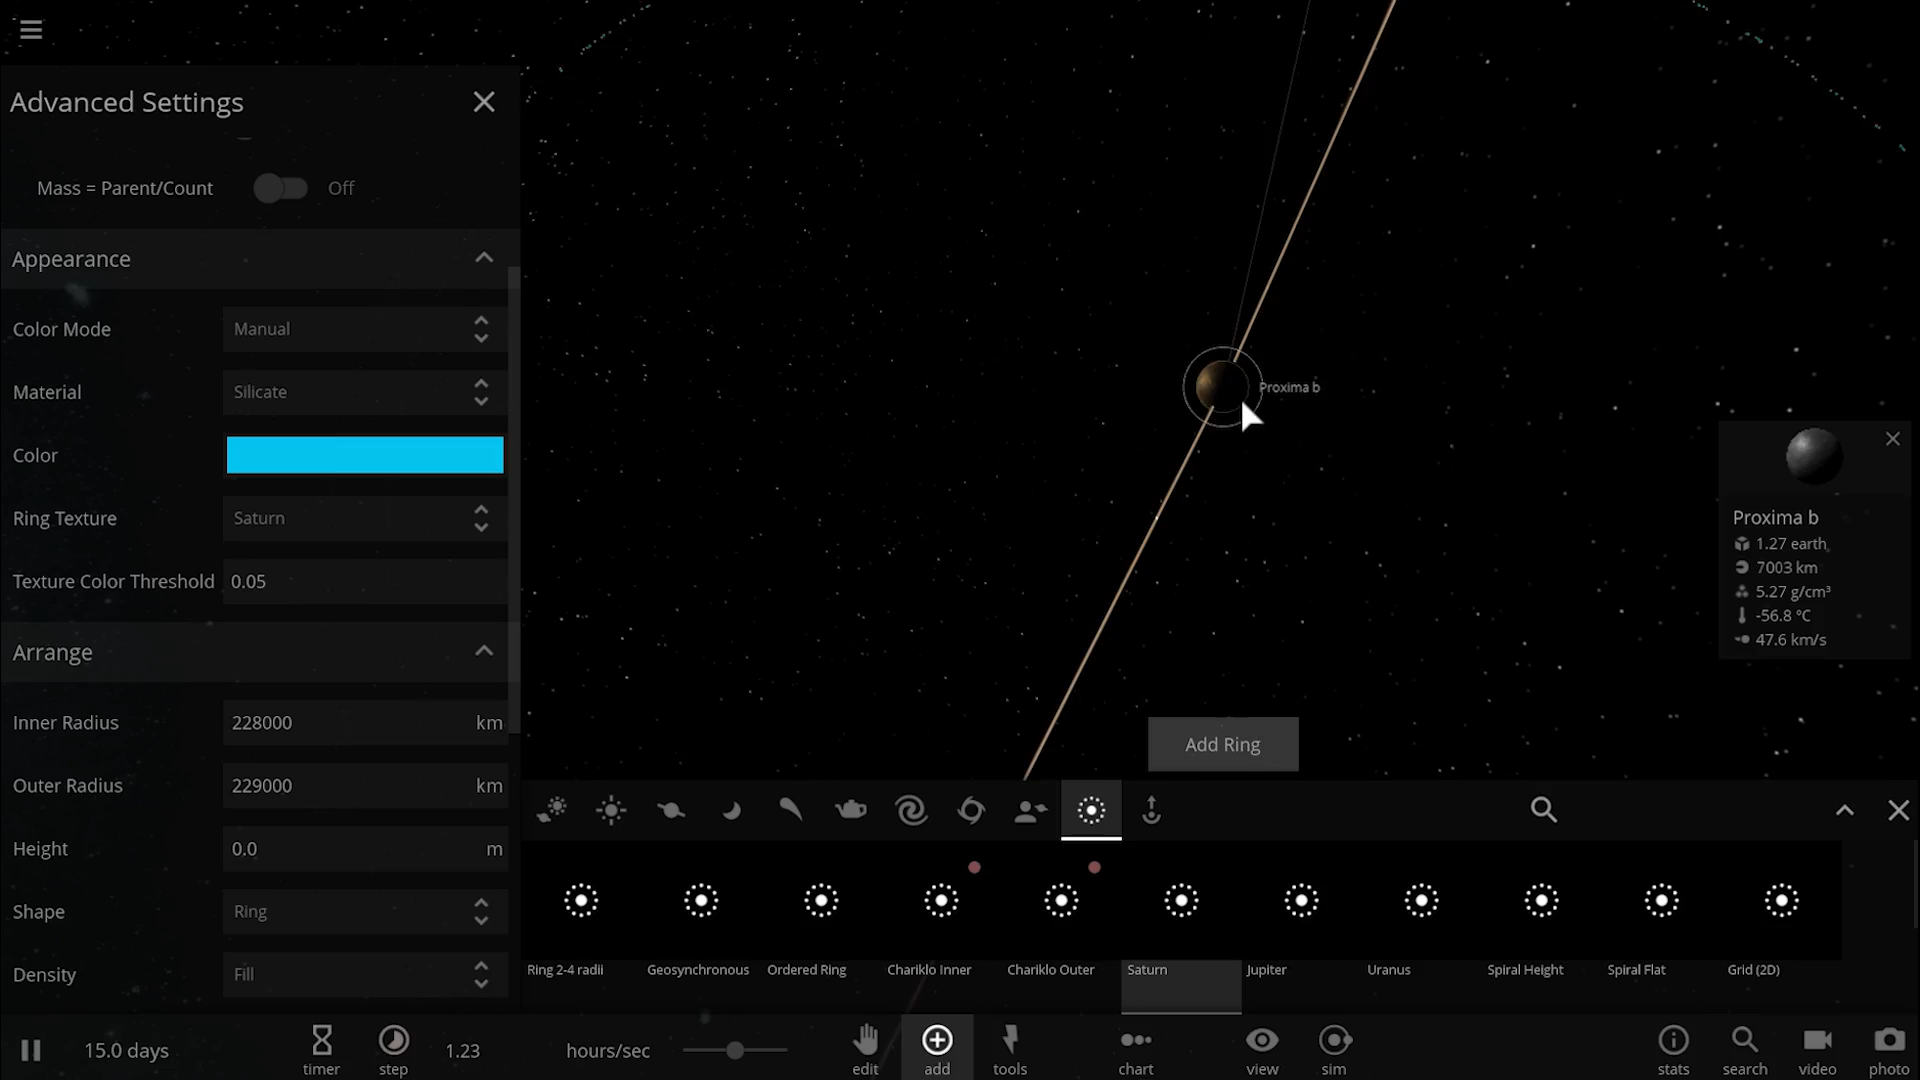 Advanced Settings
Mass = Parent/Count
Off
Appearance
Color Mode
Manual
Material
Silicate
Color
Ring Texture
Saturn
Texture Color Threshold
0.05
Arrange
Inner Radius
228000
km
Outer Radius
229000
km
Height
0.0
m
Shape
Ring
Density
Fill
Proxima b
Proxima b
1.27 earth
7003 km
5.27 g/cm³
-56.8 °C
47.6 km/s
Add Ring
Ring 2-4 radii
Geosynchronous
Ordered Ring
Chariklo Inner
Chariklo Outer
Saturn
Jupiter
Uranus
Spiral Height
Spiral Flat
Grid (2D)
15.0 days
timer
step
1.23
hours/sec
edit
add
tools
chart
view
sim
stats
search
video
photo